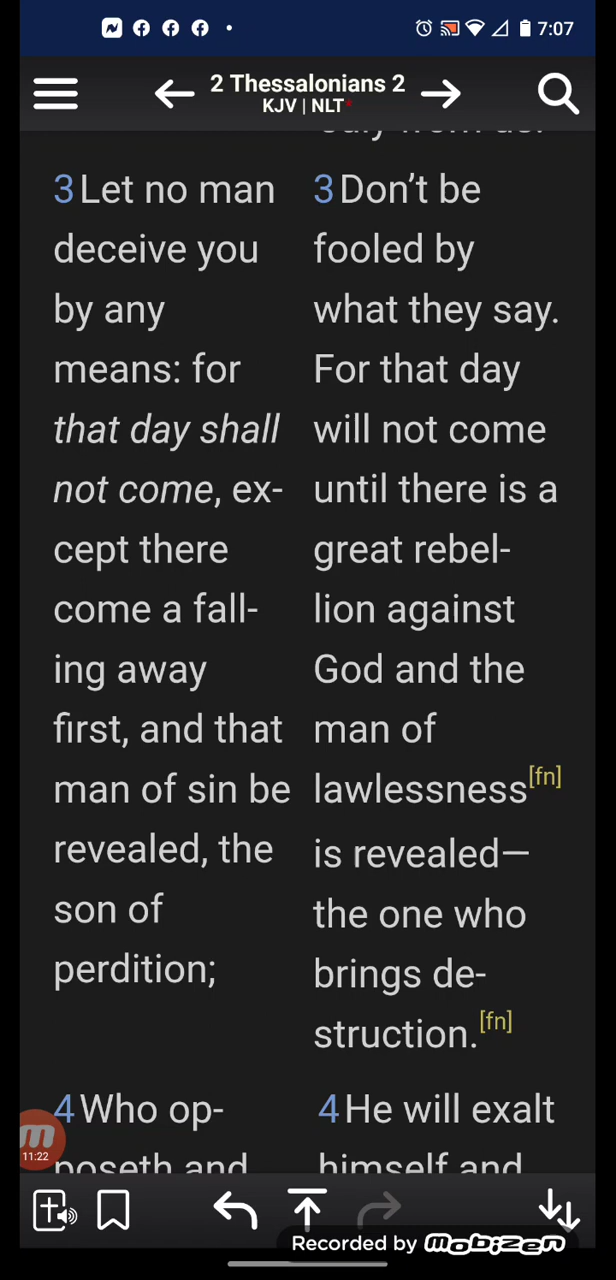 7:07
2 Thessalonians 2
KJV | NLT*
3 Let no man
deceive you
by any
means: for
that day shall
not come, ex-
cept there
come a fall-
ing away
first, and that
man of sin be
revealed, the
son of
perdition;
4 Who op-
poseth and
3 Don't be
fooled by
what they say.
For that day
will not come
until there is a
great rebel-
lion against
God and the
man of
lawlessness[fn]
is revealed—
the one who
brings de-
struction.[fn]
4 He will exalt
himself and
11:22
Recorded by mobizen